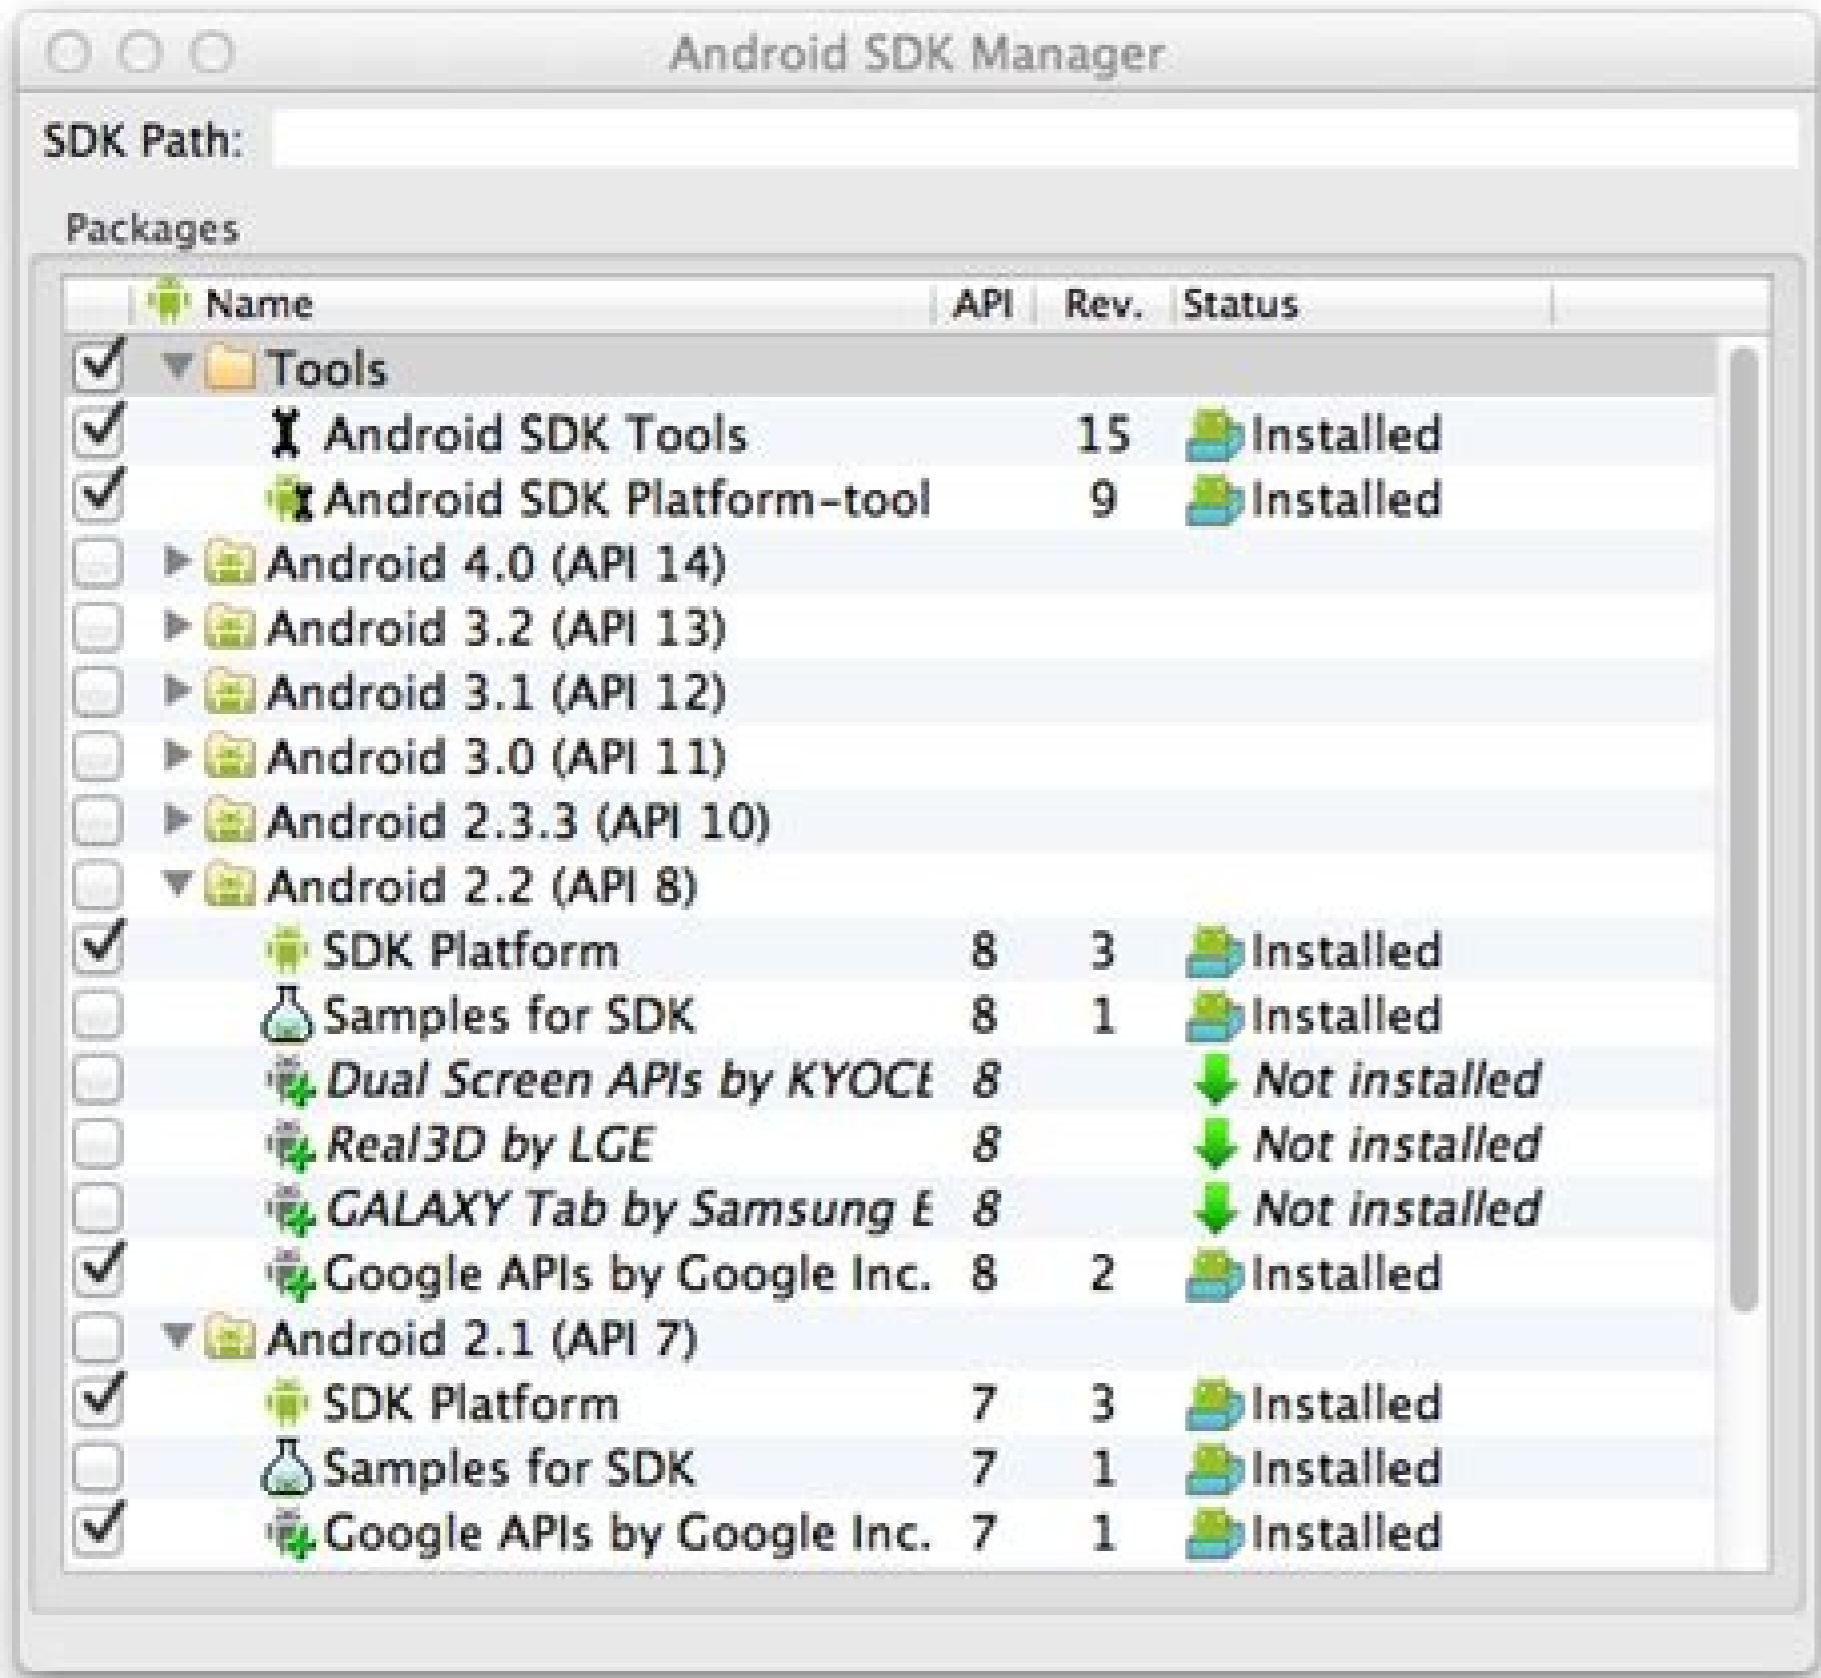 Android SDK Manager
SDK Path:
Packages
Name API Rev. Status
Tools
Android SDK Tools 15 Installed
Android SDK Platform-tool 9 Installed
Android 4.0 (API 14)
Android 3.2 (API 13)
Android 3.1 (API 12)
Android 3.0 (API 11)
Android 2.3.3 (API 10)
Android 2.2 (API 8)
SDK Platform 8 3 Installed
Samples for SDK 8 1 Installed
Dual Screen APIs by KYOCE 8 Not installed
Real3D by LGE 8 Not installed
GALAXY Tab by Samsung E 8 Not installed
Google APIs by Google Inc. 8 2 Installed
Android 2.1 (API 7)
SDK Platform 7 3 Installed
Samples for SDK 7 1 Installed
Google APIs by Google Inc. 7 1 Installed